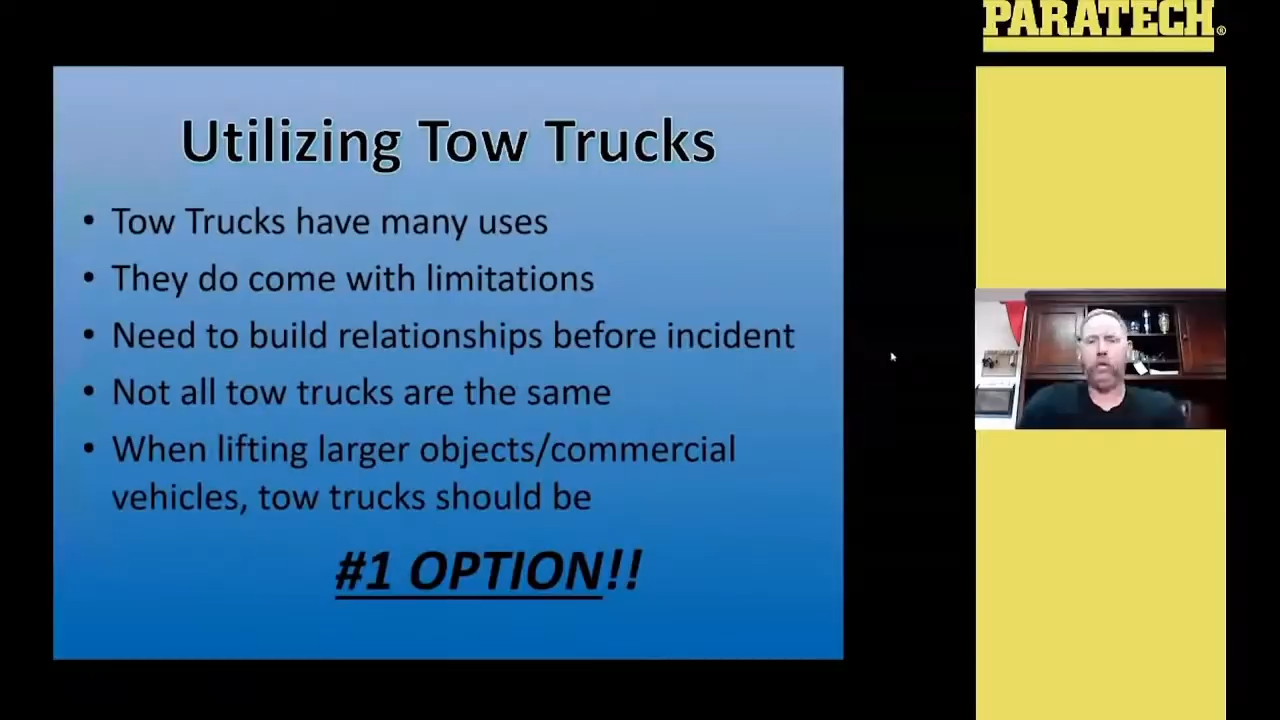 PARATECH®
Utilizing Tow Trucks
• Tow Trucks have many uses
• They do come with limitations
• Need to build relationships before incident
• Not all tow trucks are the same
• When lifting larger objects/commercial
vehicles, tow trucks should be
#1 OPTION!!